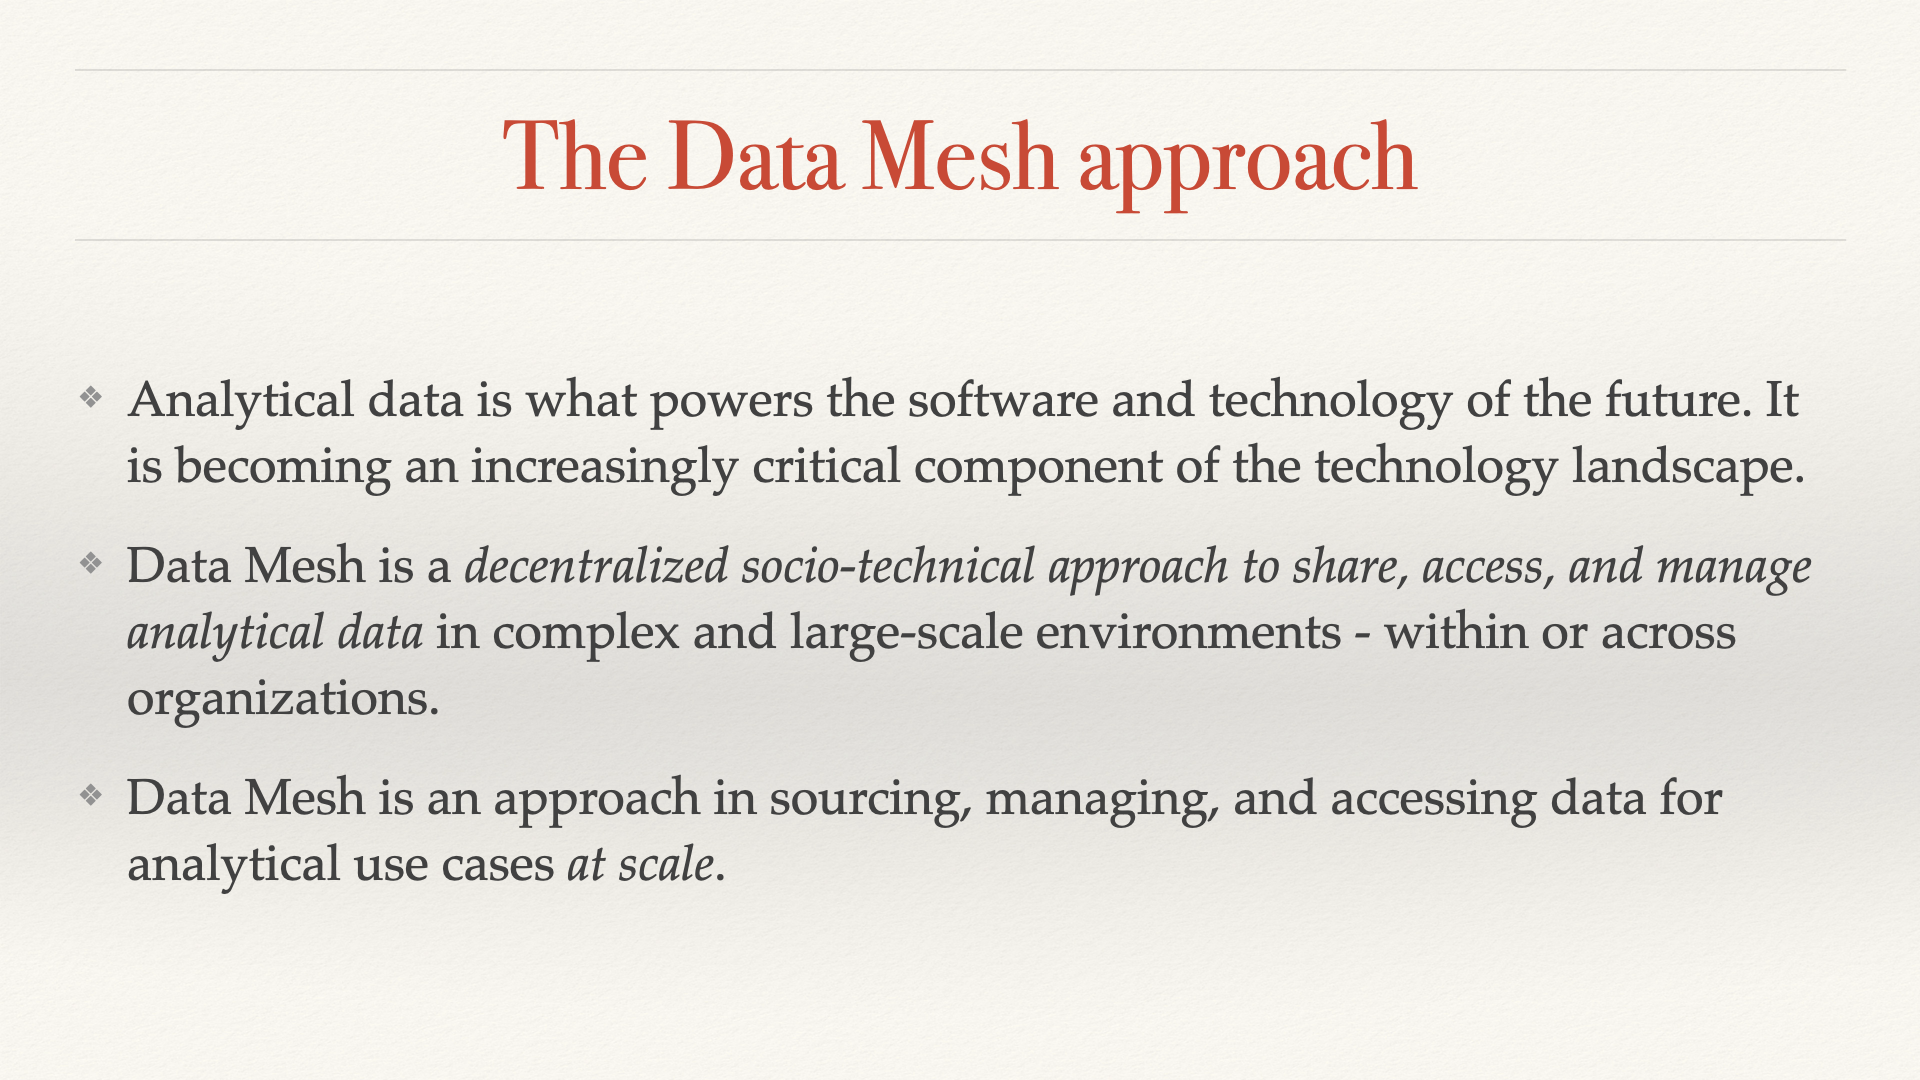 The Data Mesh approach
❖ Analytical data is what powers the software and technology of the future. It
is becoming an increasingly critical component of the technology landscape.
❖ Data Mesh is a decentralized socio-technical approach to share, access, and manage
analytical data in complex and large-scale environments - within or across
organizations.
❖ Data Mesh is an approach in sourcing, managing, and accessing data for
analytical use cases at scale.